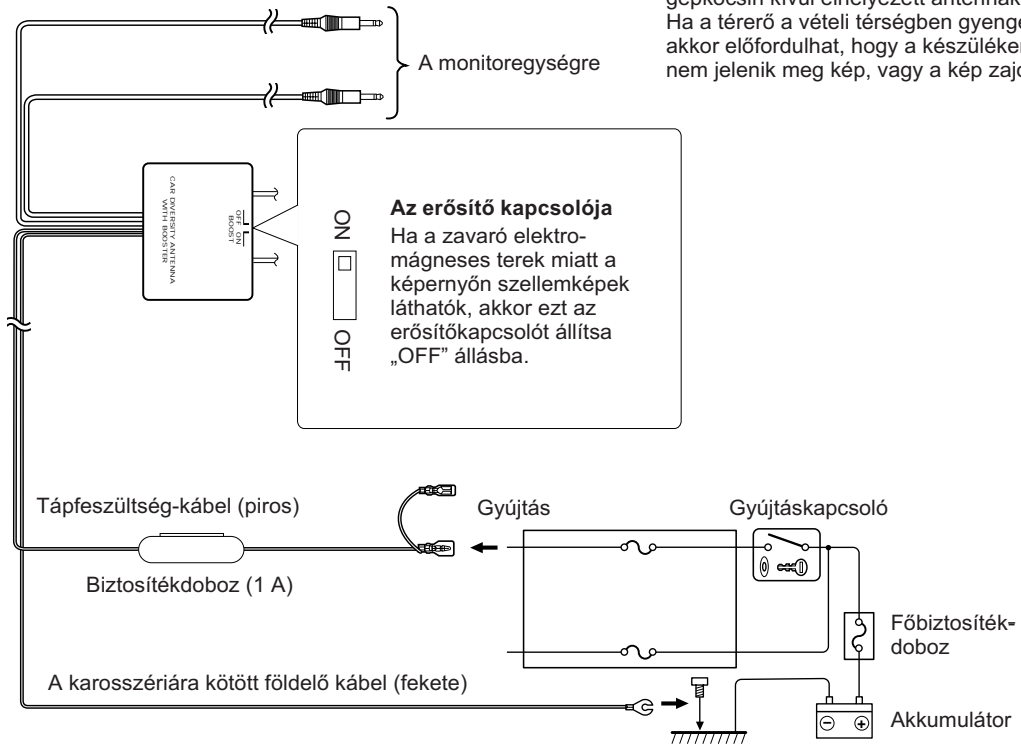 gépkocsin kívül elhelyezett antennák
Ha a térerő a vételi térségben gyenge
akkor előfordulhat, hogy a készüléken
nem jelenik meg kép, vagy a kép zajo
A monitoregységre
CAR DIVERSITY ANTENNA
WITH BOOSTER
OFF ON
BOOST
ON
OFF
Az erősítő kapcsolója
Ha a zavaró elektro-
mágneses terek miatt a
képernyőn szellemképek
láthatók, akkor ezt az
erősítőkapcsolót állítsa
„OFF” állásba.
Tápfeszültség-kábel (piros)
Gyújtás
Gyújtáskapcsoló
Biztosítékdoboz (1 A)
Főbiztosíték-
doboz
A karosszériára kötött földelő kábel (fekete)
Akkumulátor